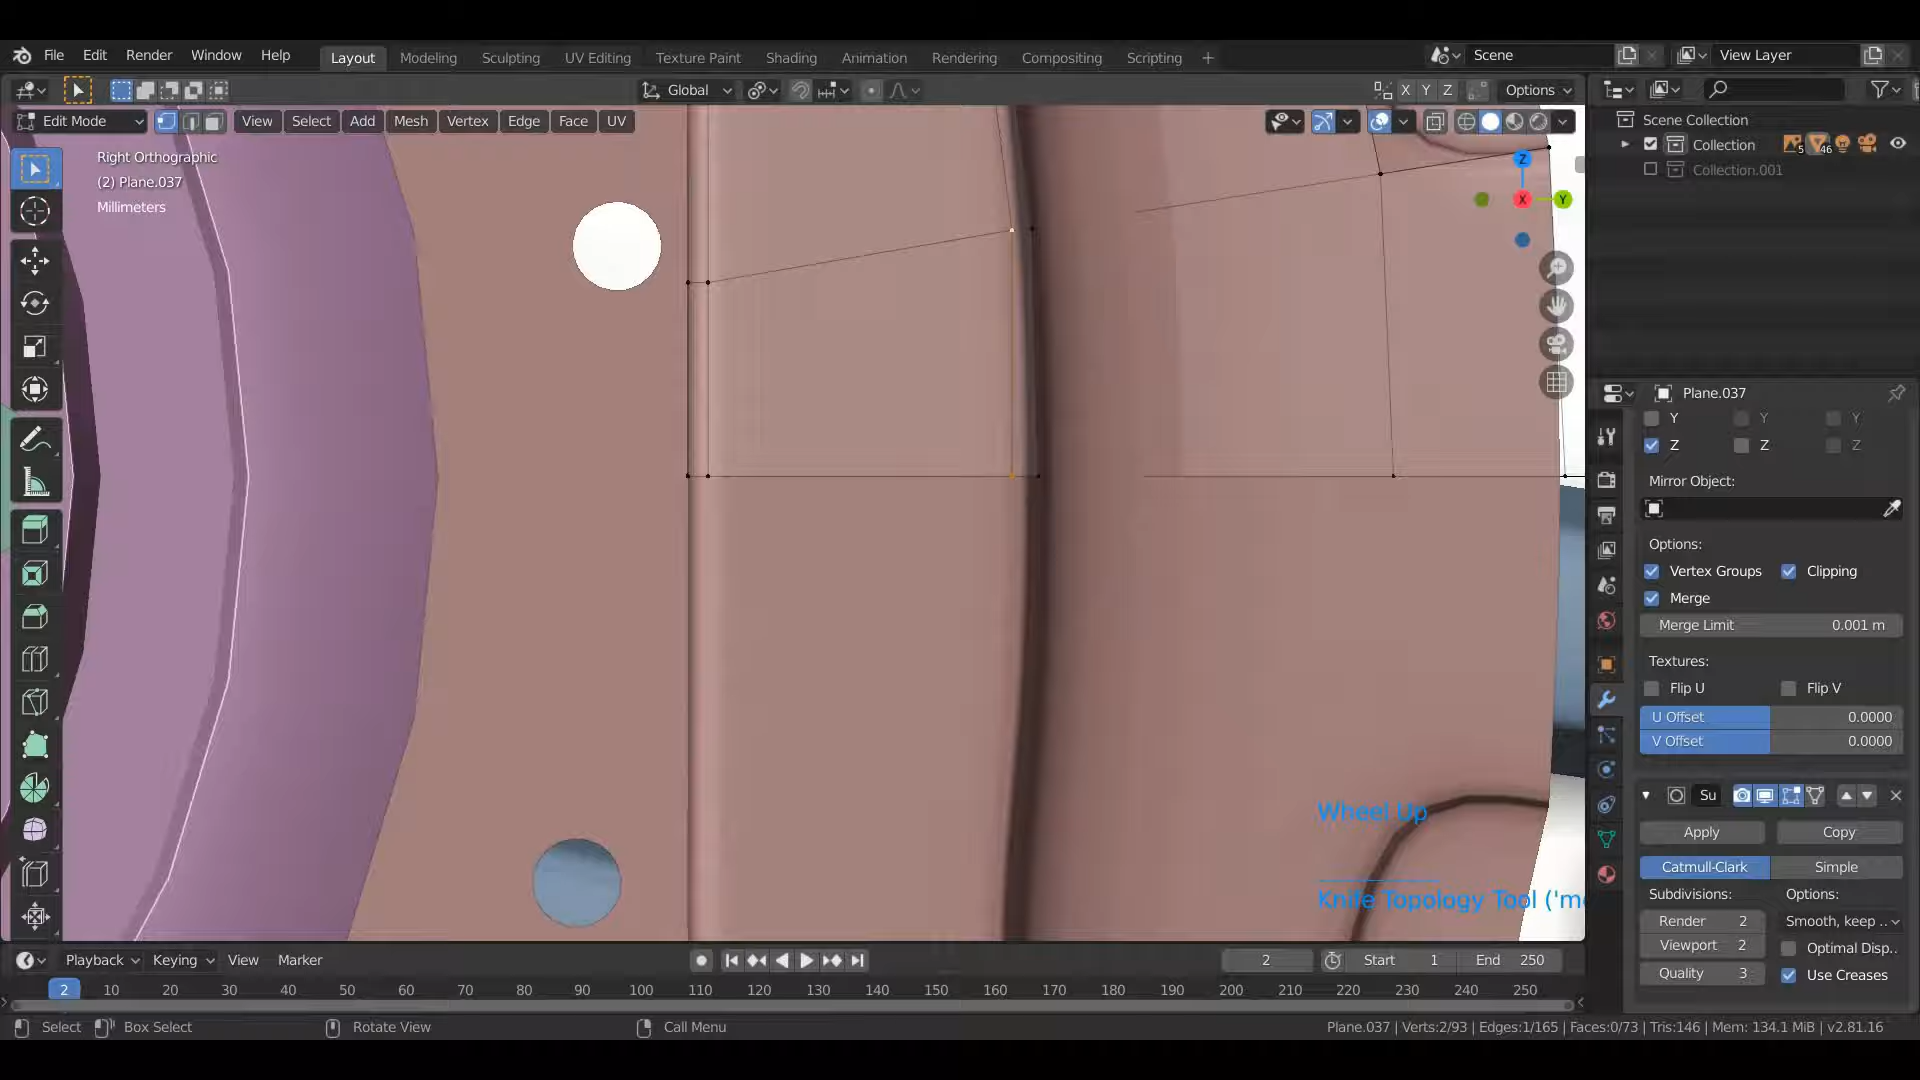 File Edit Render Window Help Layout Modeling Sculpting UV Editing Texture Paint Shading Animation Rendering Compositing Scripting + Scene View Layer
Global X Y Z Options
Edit Mode View Select Add Mesh Vertex Edge Face UV
Scene Collection
Collection 5 46
Collection.001
Right Orthographic
(2) Plane.037
Millimeters
Z
X Y
Plane.037
Y Y Y
Z Z Z
Mirror Object:
Options:
Vertex Groups Clipping
Merge
Merge Limit 0.001 m
Textures:
Flip U Flip V
U Offset 0.0000
V Offset 0.0000
Su
Apply Copy
Catmull-Clark Simple
Subdivisions: Options:
Render 2 Smooth, keep ..
Viewport 2 Optimal Disp..
Quality 3 Use Creases
Wheel Up
Knife Topology Tool ('m
Playback Keying View Marker 2 Start 1 End 250
2 10 20 30 40 50 60 70 80 90 100 110 120 130 140 150 160 170 180 190 200 210 220 230 240 250
Select Box Select Rotate View Call Menu Plane.037 | Verts:2/93 | Edges:1/165 | Faces:0/73 | Tris:146 | Mem: 134.1 MiB | v2.81.16